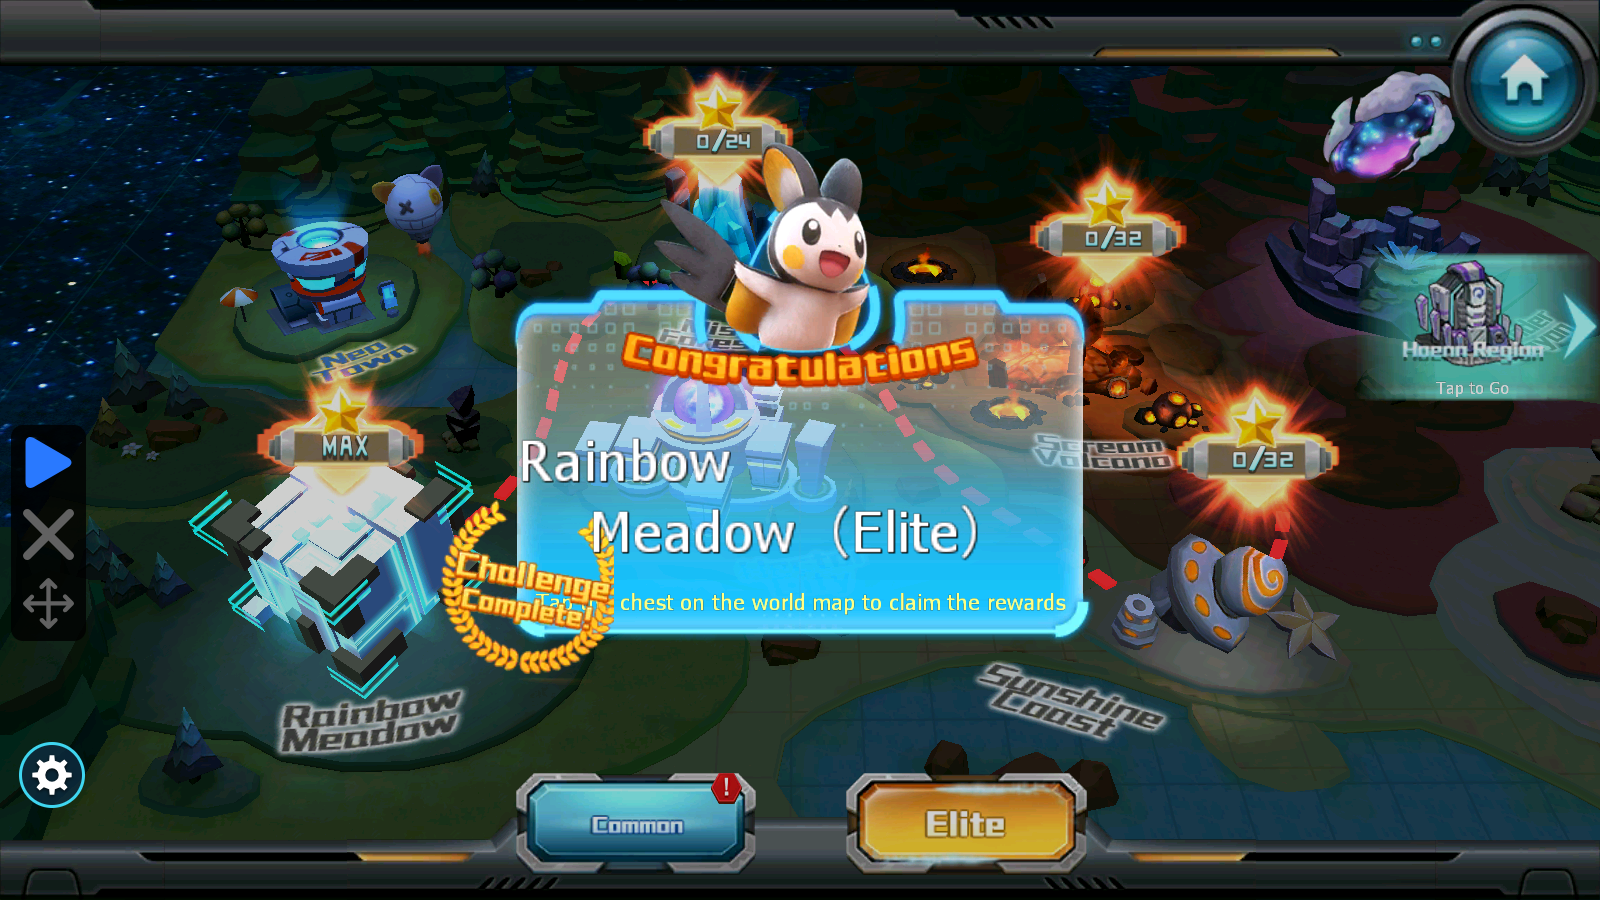 0/24
0/32
Neo
Town
Hoenn Region
Tap to Go
Congratulations
MAX
Scream
Volcano
0/32
Rainbow
Meadow（Elite）
Challenge
Complete!
chest on the world map to claim the rewards
Rainbow
Meadow
Sunshine
Coast
Common
!
Elite